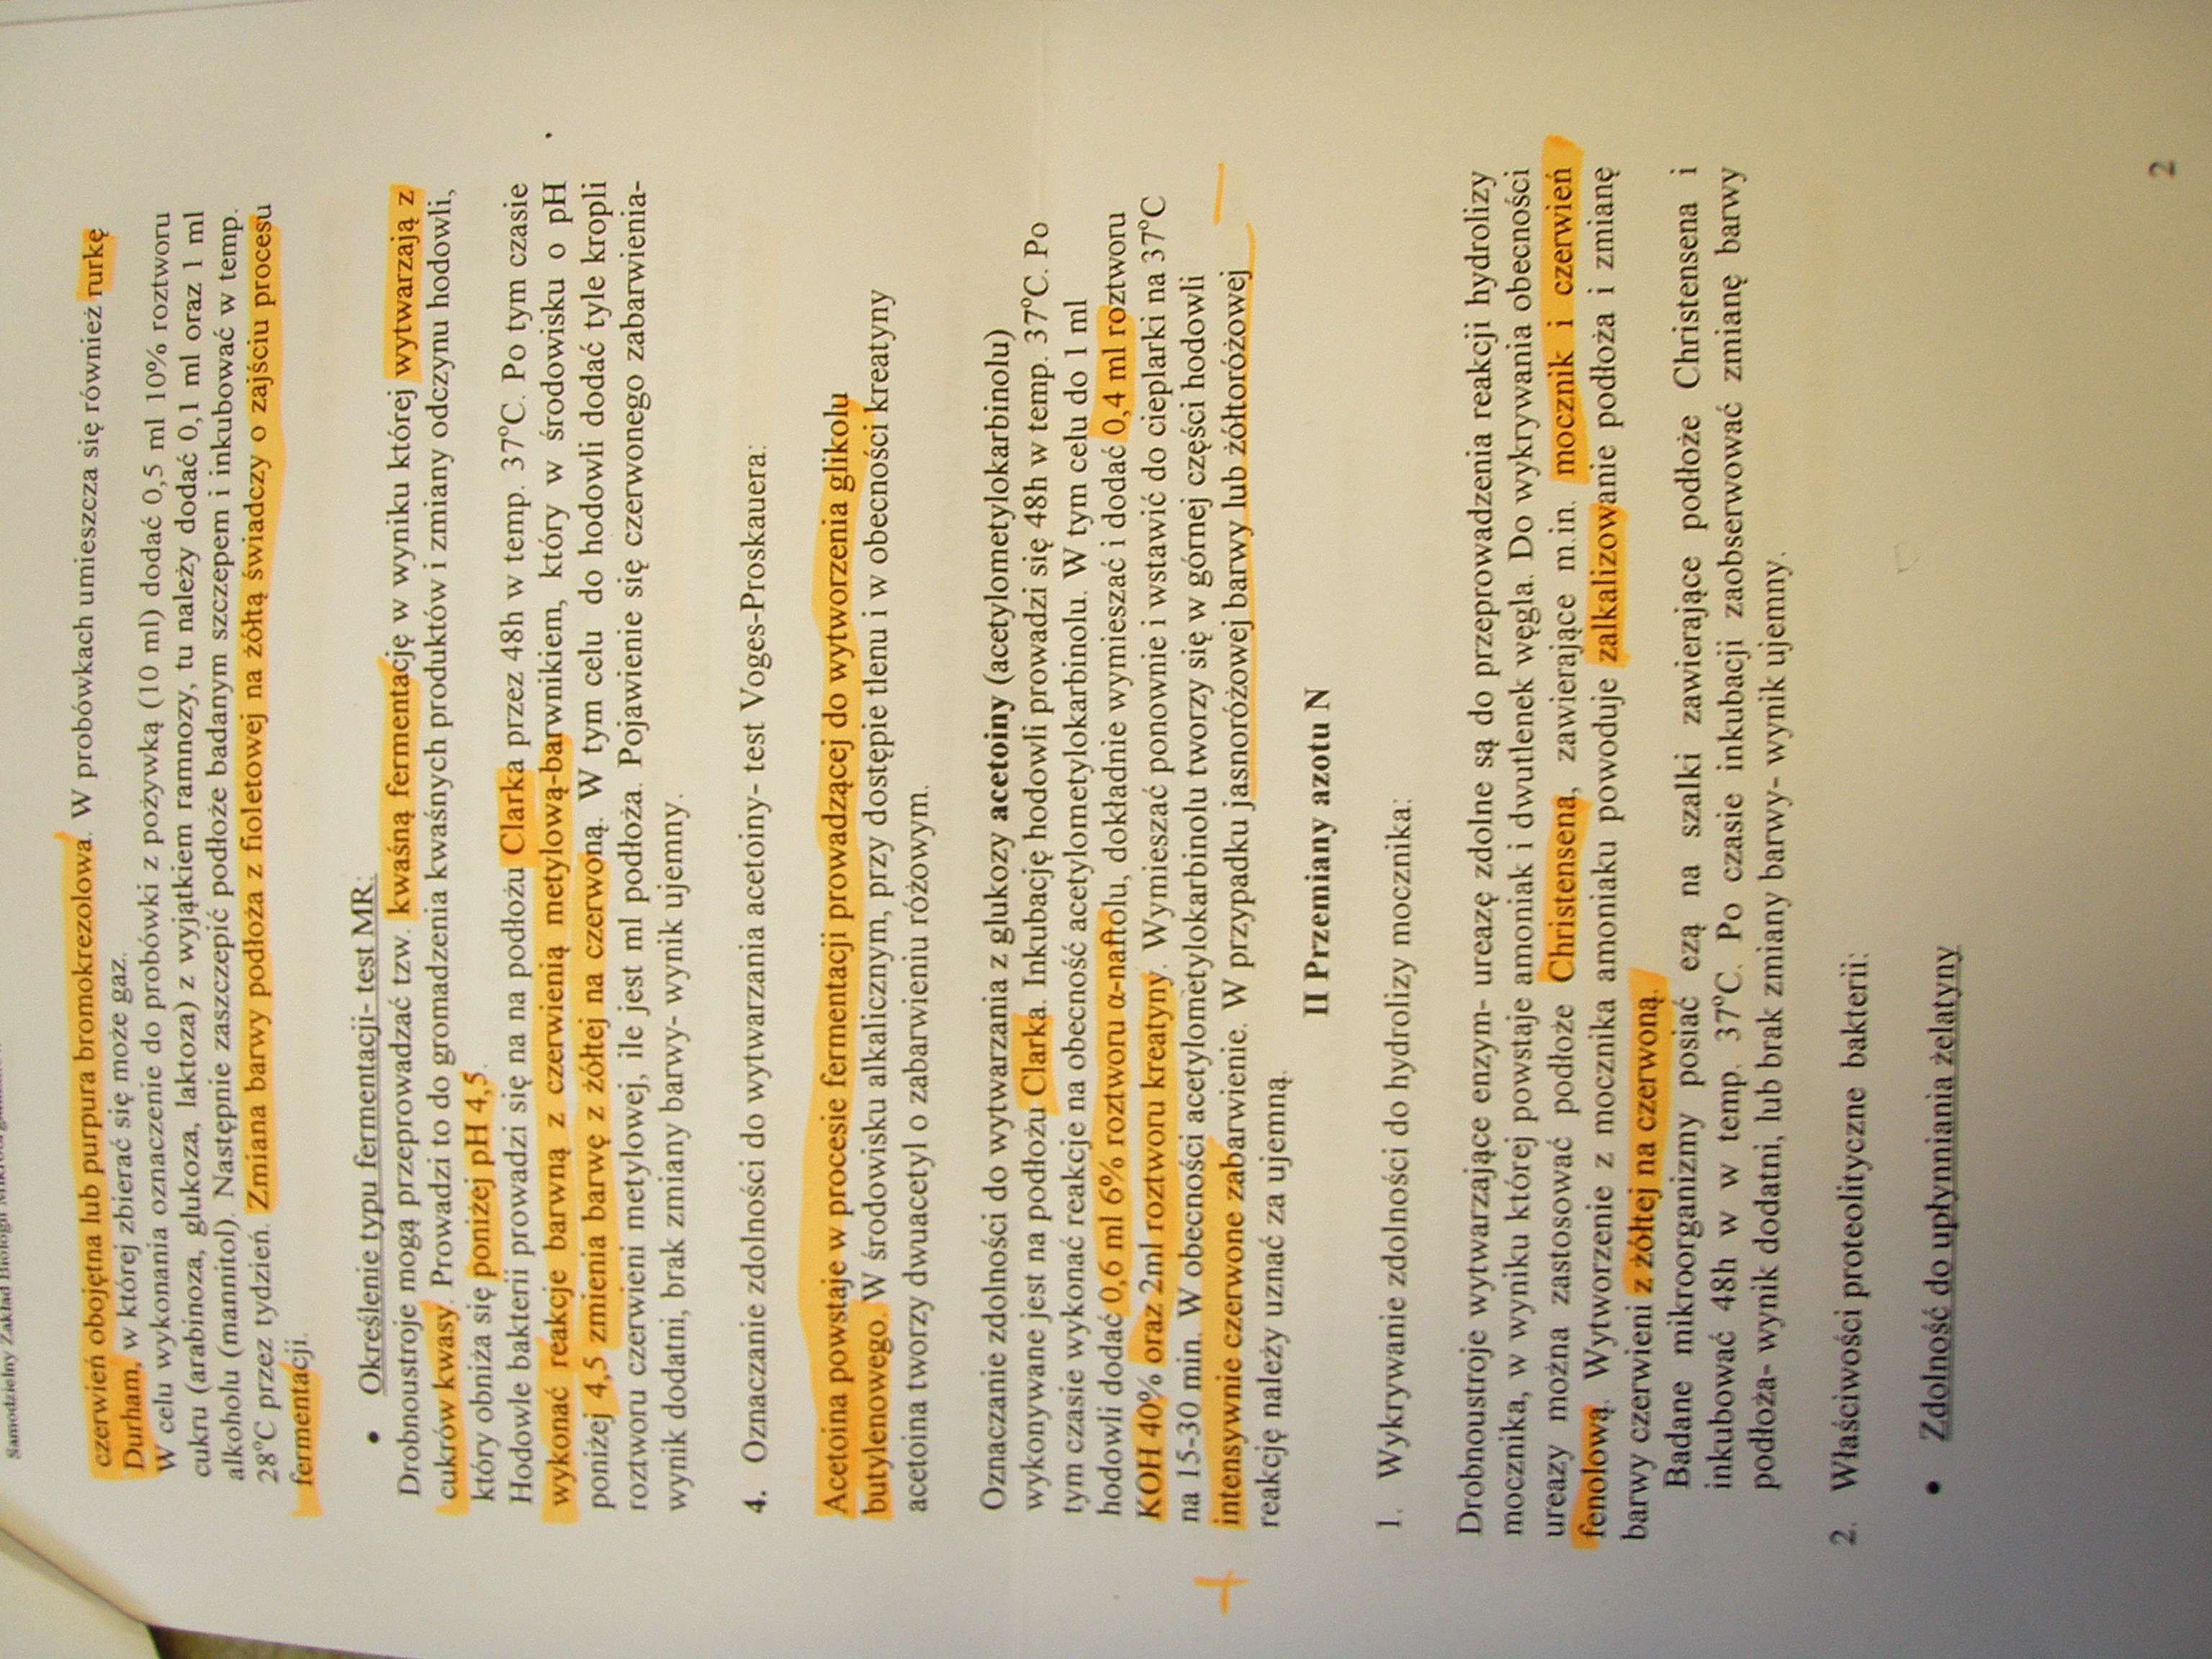 Samodzielny Zakład Biologii
czerwień obojętna lub purpura bromokrezolowa. W probówkach umieszcza się również rurkę
Durham, w której zbierać się może gaz.
W celu wykonania oznaczenie do probówki z pożywką (10 ml) dodać 0,5 ml 10% roztworu
cukru (arabinoza, glukoza, laktoza) z wyjątkiem ramnozy, tu należy dodać 0,1 ml oraz 1 ml
alkoholu (mannitol). Następnie zaszczepić podłoże badanym szczepem i inkubować w temp.
28°C przez tydzień. Zmiana barwy podłoża z fioletowej na żółtą świadczy o zajściu procesu
fermentacji.
• Określenie typu fermentacji- test MR:
Drobnoustroje mogą przeprowadzać tzw. kwaśną fermentację w wyniku której wytwarzają z
cukrów kwasy. Prowadzi to do gromadzenia kwaśnych produktów i zmiany odczynu hodowli,
który obniża się poniżej pH 4,5.
Hodowle bakterii prowadzi się na na podłożu Clarka przez 48h w temp. 37°C. Po tym czasie
wykonać reakcje barwną z czerwienią metylową-barwnikiem, który w środowisku o pH
poniżej 4,5 zmienia barwę z żółtej na czerwoną. W tym celu do hodowli dodać tyle kropli
roztworu czerwieni metylowej, ile jest ml podłoża. Pojawienie się czerwonego zabarwienia-
wynik dodatni, brak zmiany barwy- wynik ujemny.
4. Oznaczanie zdolności do wytwarzania acetoiny- test Voges-Proskauera:
Acetoina powstaje w procesie fermentacji prowadzącej do wytworzenia glikolu
butylenowego. W środowisku alkalicznym, przy dostępie tlenu i w obecności kreatyny
acetoina tworzy dwuacetyl o zabarwieniu różowym.
Oznaczanie zdolności do wytwarzania z glukozy acetoiny (acetylometylokarbinolu)
wykonywane jest na podłożu Clarka. Inkubację hodowli prowadzi się 48h w temp. 37°C. Po
tym czasie wykonać reakcje na obecność acetylometylokarbinolu. W tym celu do 1 ml
hodowli dodać 0,6 ml 6% roztworu α-naftolu, dokładnie wymieszać i dodać 0,4 ml roztworu
KOH 40% oraz 2ml roztworu kreatyny. Wymieszać ponownie i wstawić do cieplarki na 37°C
na 15-30 min. W obecności acetylometylokarbinolu tworzy się w górnej części hodowli
+ intensywnie czerwone zabarwienie. W przypadku jasnoróżowej barwy lub żółtoróżowej —
reakcję należy uznać za ujemną.
II Przemiany azotu N
1. Wykrywanie zdolności do hydrolizy mocznika:
Drobnoustroje wytwarzające enzym- ureazę zdolne są do przeprowadzenia reakcji hydrolizy
mocznika, w wyniku której powstaje amoniak i dwutlenek węgla. Do wykrywania obecności
ureazy można zastosować podłoże Christensena, zawierające m.in. mocznik i czerwień
fenolową. Wytworzenie z mocznika amoniaku powoduje zalkalizowanie podłoża i zmianę
barwy czerwieni z żółtej na czerwoną.
Badane mikroorganizmy posiać ezą na szalki zawierające podłoże Christensena i
inkubować 48h w w temp. 37°C. Po czasie inkubacji zaobserwować zmianę barwy
podłoża- wynik dodatni, lub brak zmiany barwy- wynik ujemny.
2. Właściwości proteolityczne bakterii:
• Zdolność do upłynniania żelatyny
2